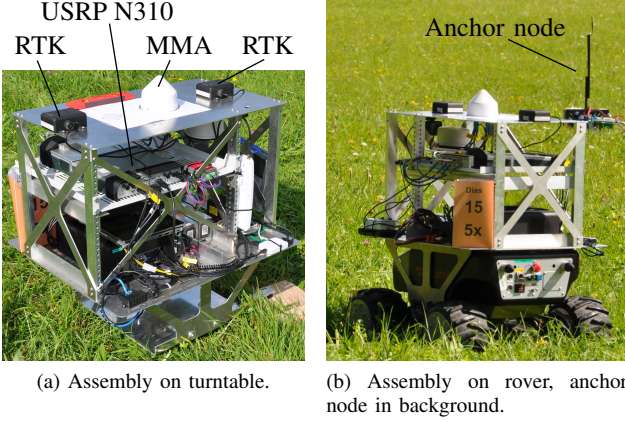 USRP N310
RTK
MMA
RTK
Anchor node
Dias
15
5x
(a) Assembly on turntable.
(b) Assembly on rover, anchor
node in background.